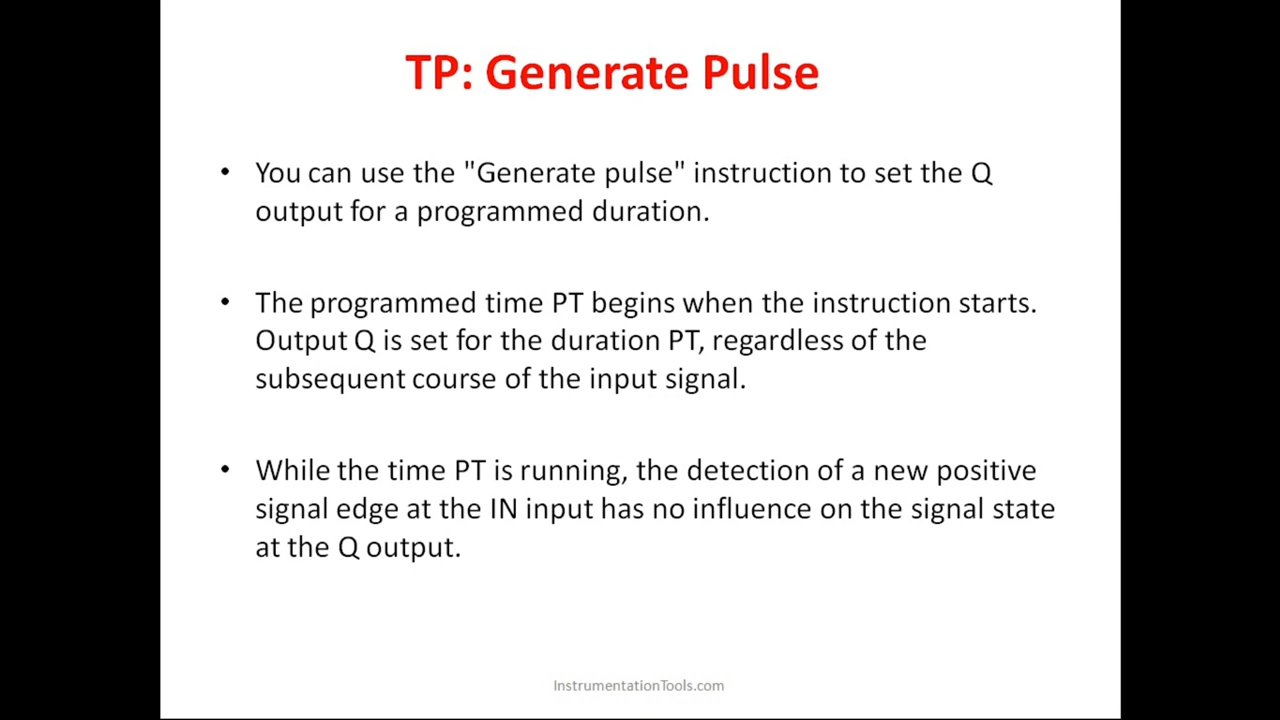 TP: Generate Pulse
• You can use the "Generate pulse" instruction to set the Q
output for a programmed duration.
• The programmed time PT begins when the instruction starts.
Output Q is set for the duration PT, regardless of the
subsequent course of the input signal.
• While the time PT is running, the detection of a new positive
signal edge at the IN input has no influence on the signal state
at the Q output.
InstrumentationTools.com